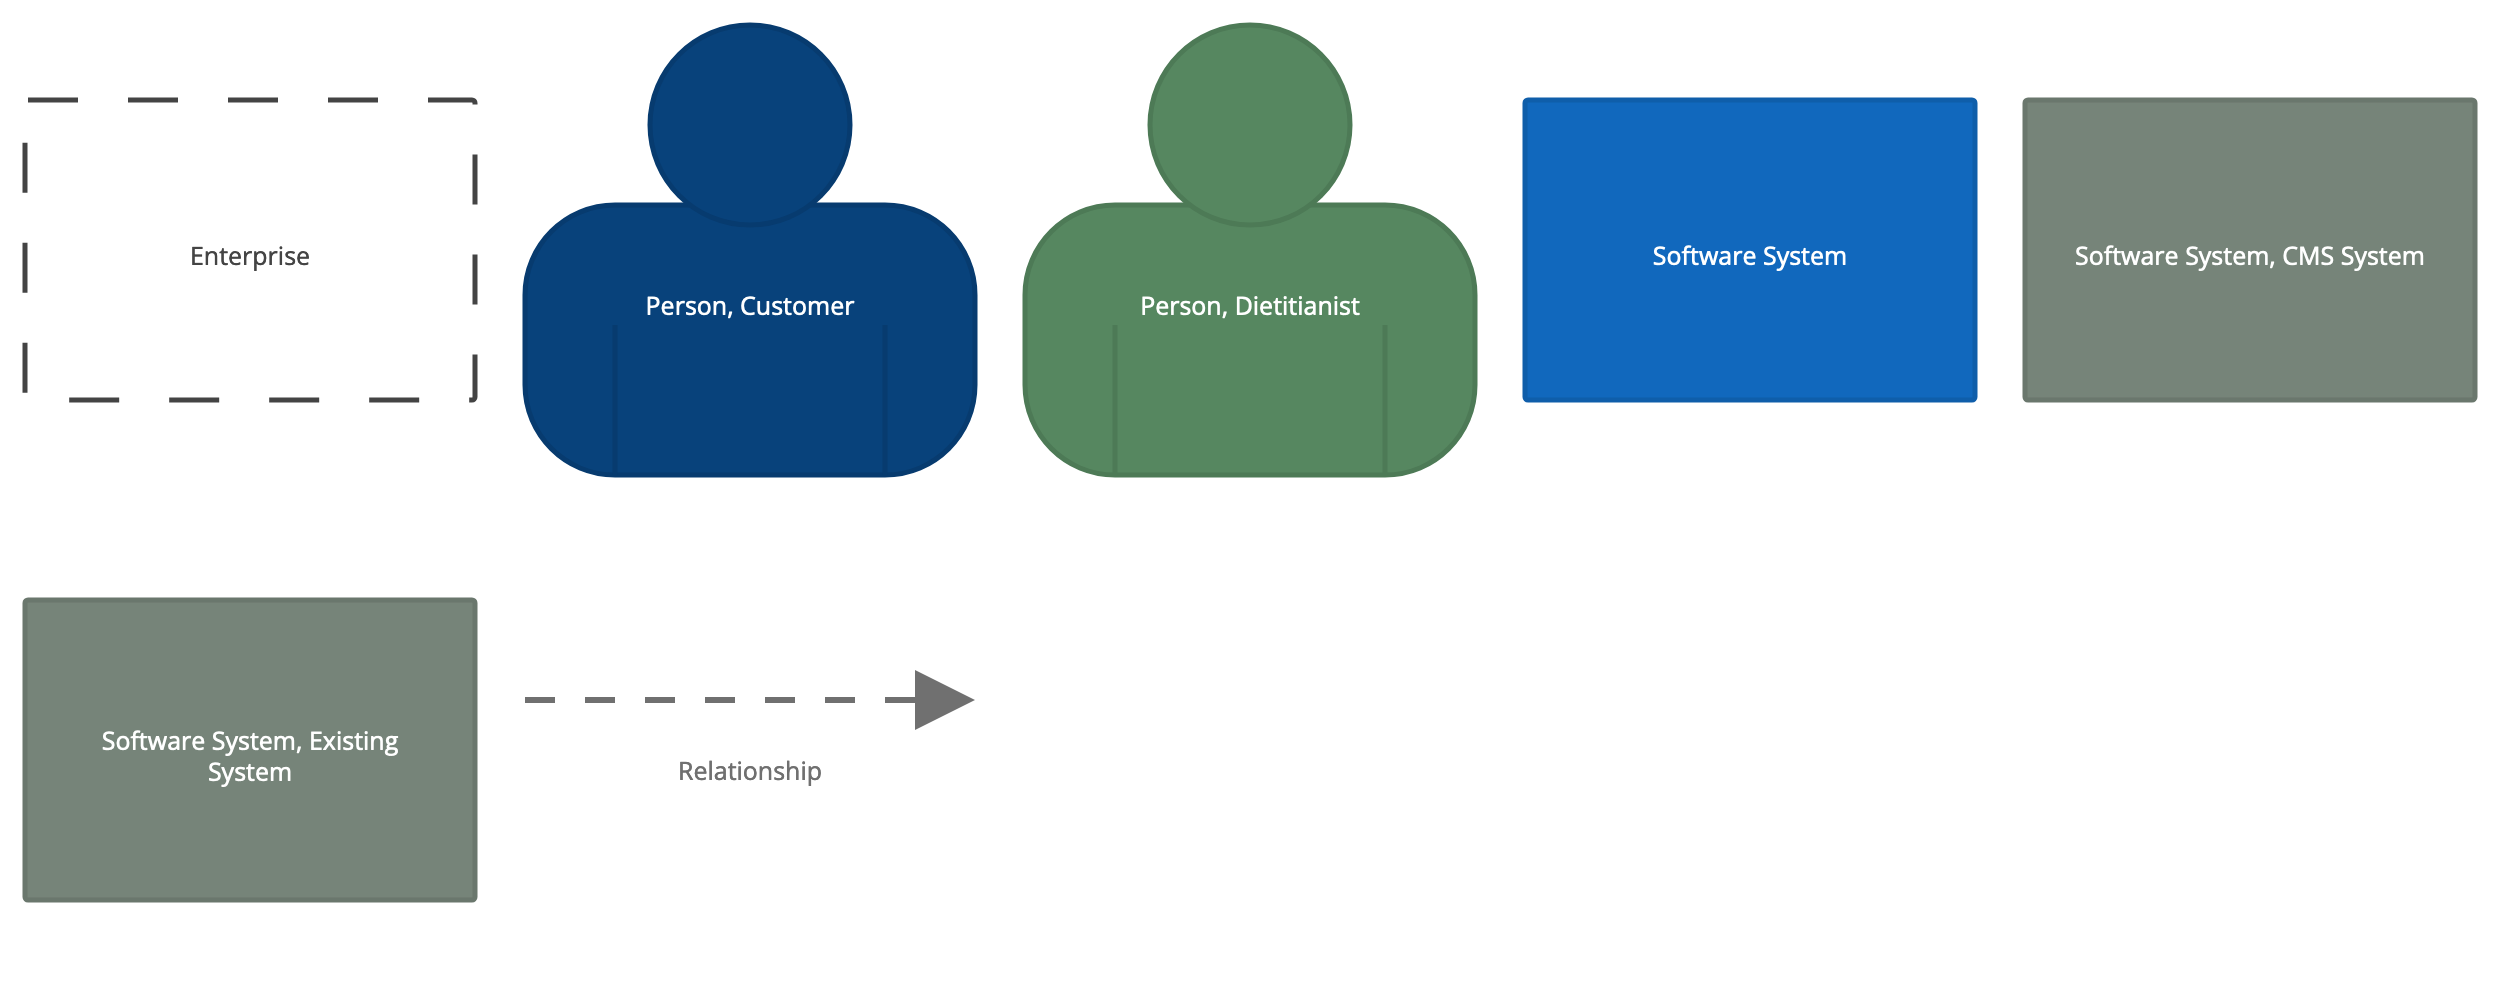 Enterprise
Person, Customer
Person, Dietitianist
Software System
Software System, CMS System
Software System, Existing
System
Relationship